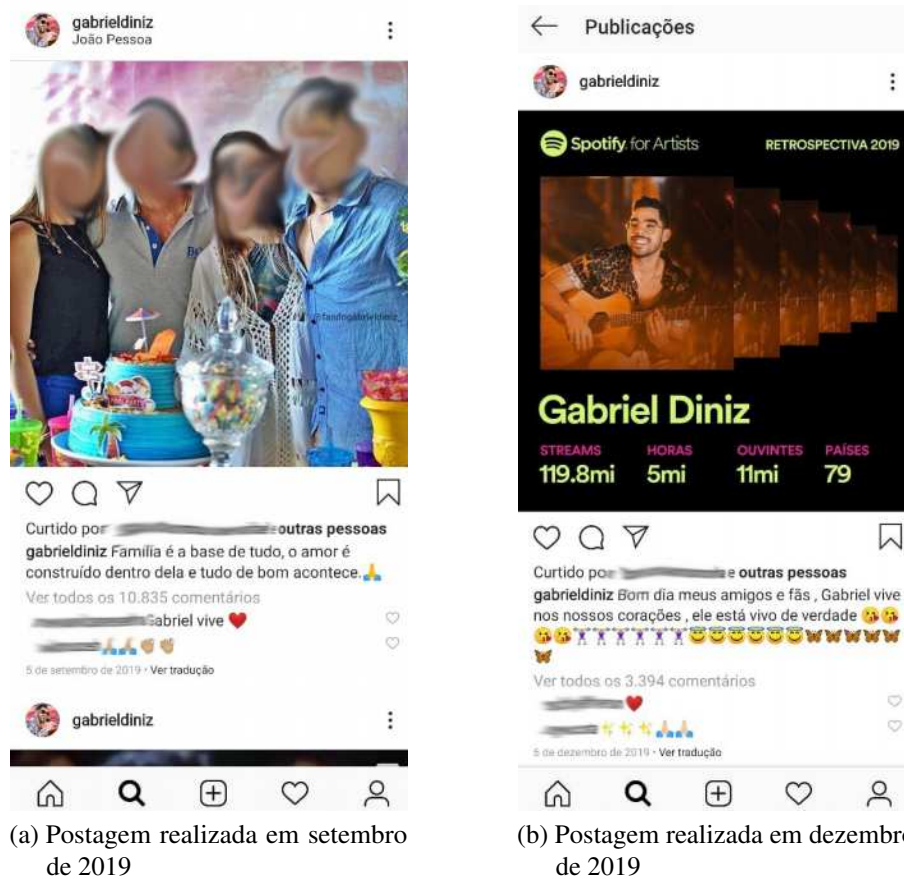 gabrieldiniz
João Pessoa
@fandogabrieldiniz_
Curtido por outras pessoas
gabrieldiniz Família é a base de tudo, o amor é
construído dentro dela e tudo de bom acontece.🙏
Ver todos os 10.835 comentários
Gabriel vive ❤️
🙏🏼🙏🏼👏🏼👏🏼
5 de setembro de 2019 • Ver tradução
gabrieldiniz
(a) Postagem realizada em setembro
de 2019
Publicações
gabrieldiniz
Spotify for Artists
RETROSPECTIVA 2019
Gabriel Diniz
STREAMS HORAS OUVINTES PAÍSES
119.8mi 5mi 11mi 79
Curtido por e outras pessoas
gabrieldiniz Bom dia meus amigos e fãs , Gabriel vive
nos nossos corações , ele está vivo de verdade 😘😘
😘😘🏋️‍♀️🏋️‍♀️🏋️‍♀️🏋️‍♀️🏋️‍♀️🏋️‍♀️😇😇😇😇😇😇🦋🦋🦋🦋🦋
🦋
Ver todos os 3.394 comentários
❤️
✨✨✨🙏🏼🙏🏼
5 de dezembro de 2019 • Ver tradução
(b) Postagem realizada em dezembr
de 2019